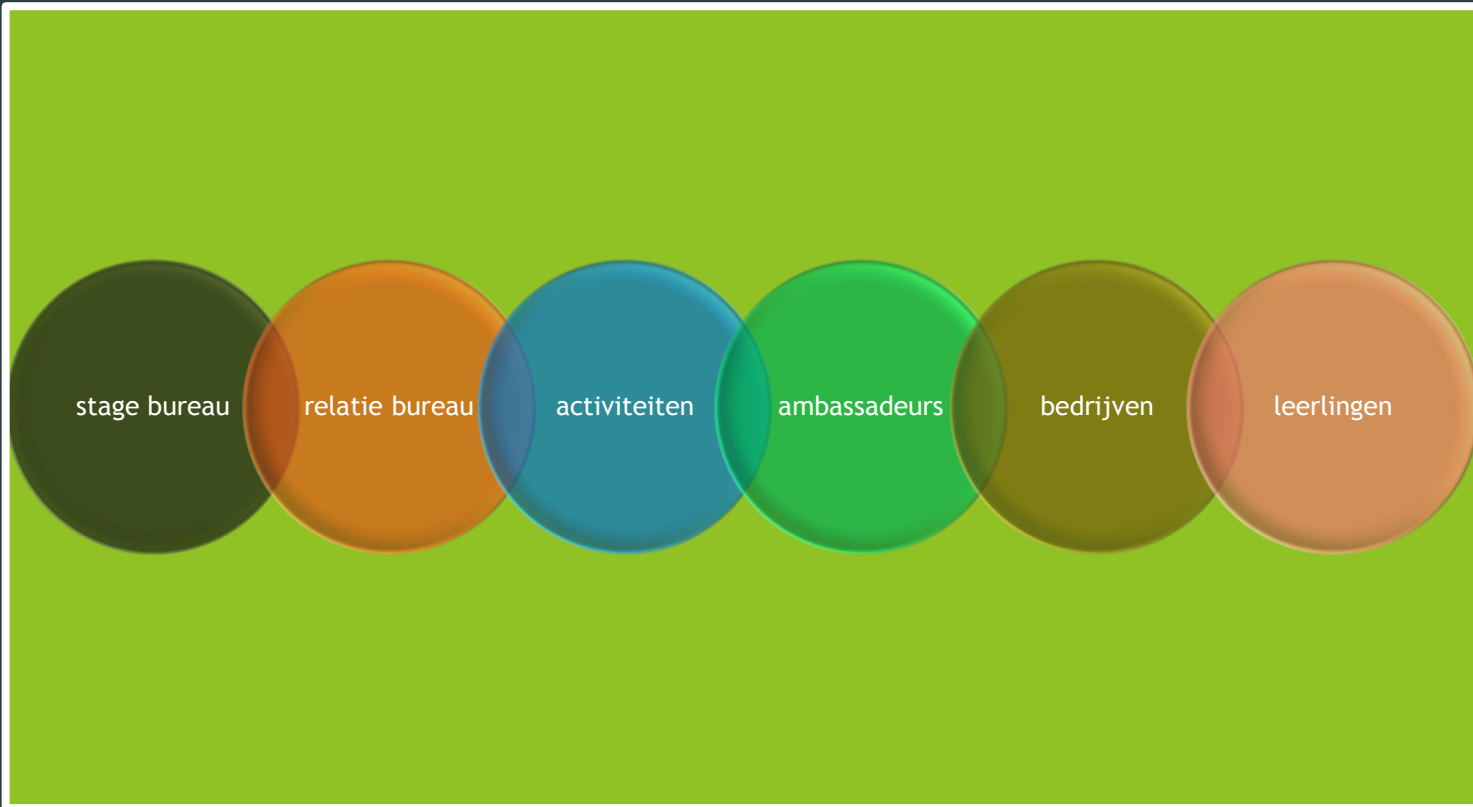 stage bureau
relatie bureau
activiteiten
ambassadeurs
bedrijven
leerlingen